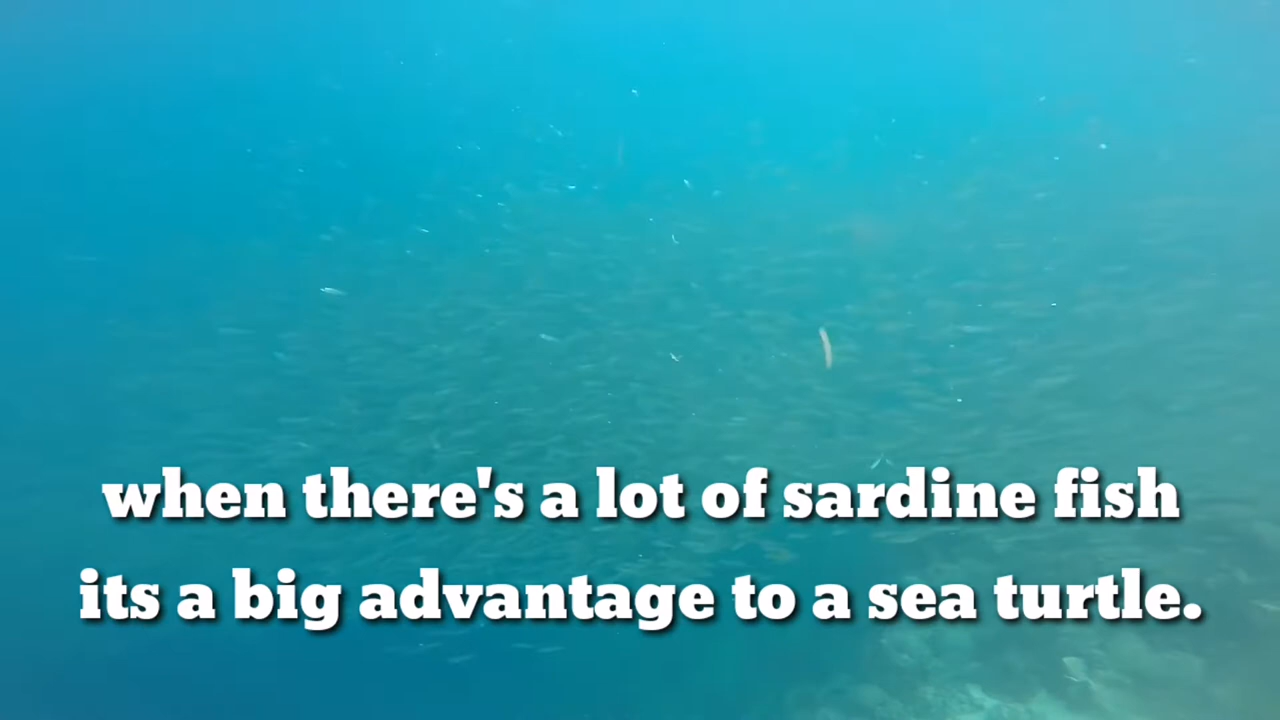 when there's a lot of sardine fish
its a big advantage to a sea turtle.